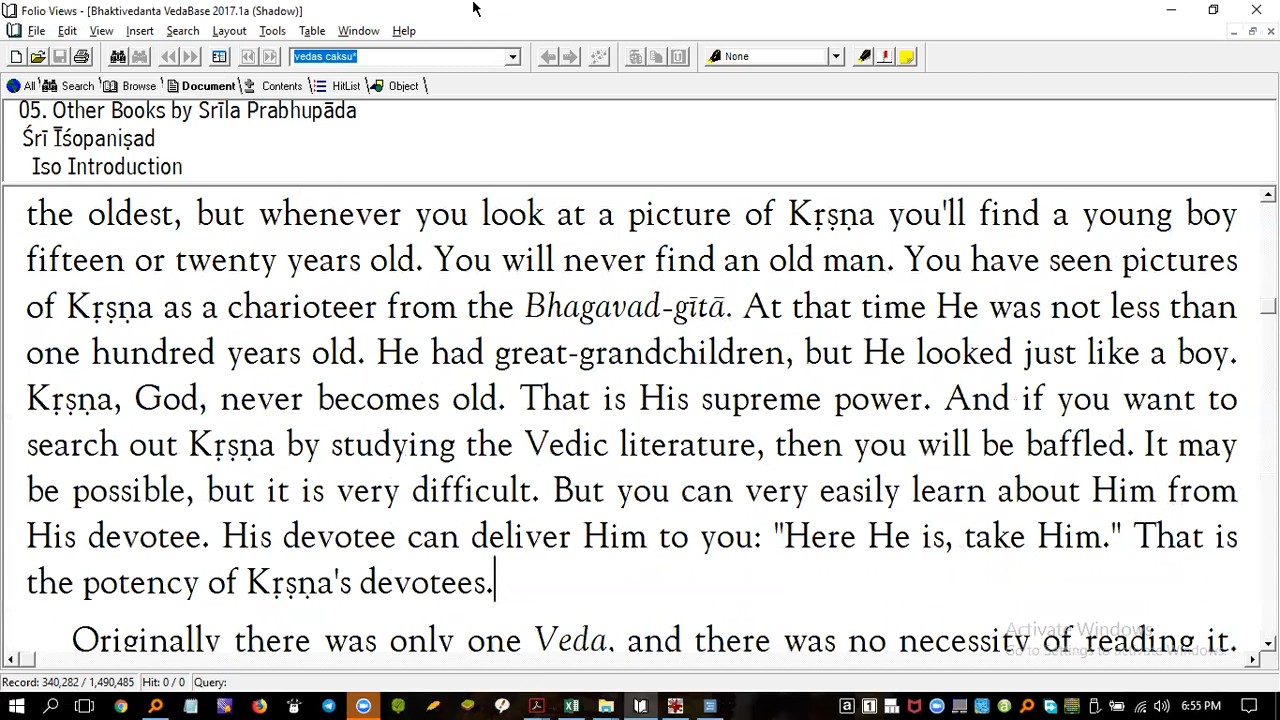 Folio Views - [Bhaktivedanta VedaBase 2017.1a (Shadow)]
File Edit View Insert Search Layout Tools Table Window Help
vedas caksu*
None
All Search Browse Document Contents HitList Object
05. Other Books by Srīla Prabhupāda
Śrī Īśopaniṣad
Iso Introduction
the oldest, but whenever you look at a picture of Kṛṣṇa you'll find a young boy
fifteen or twenty years old. You will never find an old man. You have seen pictures
of Kṛṣṇa as a charioteer from the Bhagavad-gītā. At that time He was not less than
one hundred years old. He had great-grandchildren, but He looked just like a boy.
Kṛṣṇa, God, never becomes old. That is His supreme power. And if you want to
search out Kṛṣṇa by studying the Vedic literature, then you will be baffled. It may
be possible, but it is very difficult. But you can very easily learn about Him from
His devotee. His devotee can deliver Him to you: "Here He is, take Him." That is
the potency of Kṛṣṇa's devotees.
Originally there was only one Veda, and there was no necessity of reading it.
Activate Windows
Go to Settings to activate Windows.
Record: 340,282 / 1,490,485 Hit: 0 / 0 Query:
6:55 PM